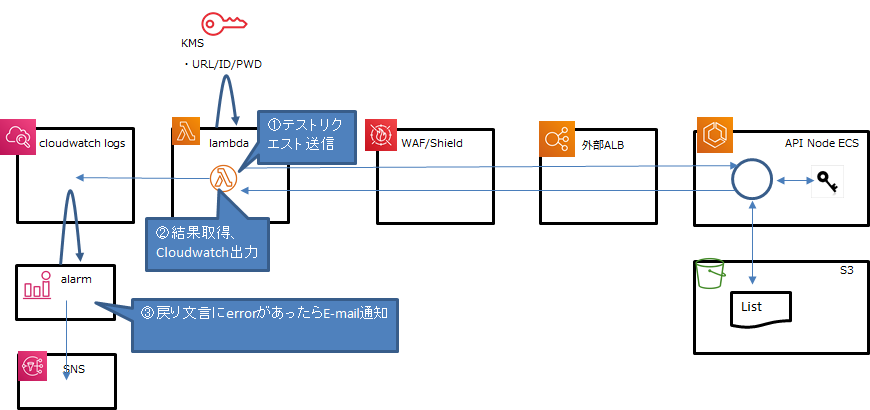 KMS
・URL/ID/PWD
cloudwatch logs
lambda
①テストリク
エスト送信
WAF/Shield
外部ALB
API Node ECS
②結果取得、
Cloudwatch出力
alarm
③戻り文言にerrorがあったらE-mail通知
S3
List
SNS